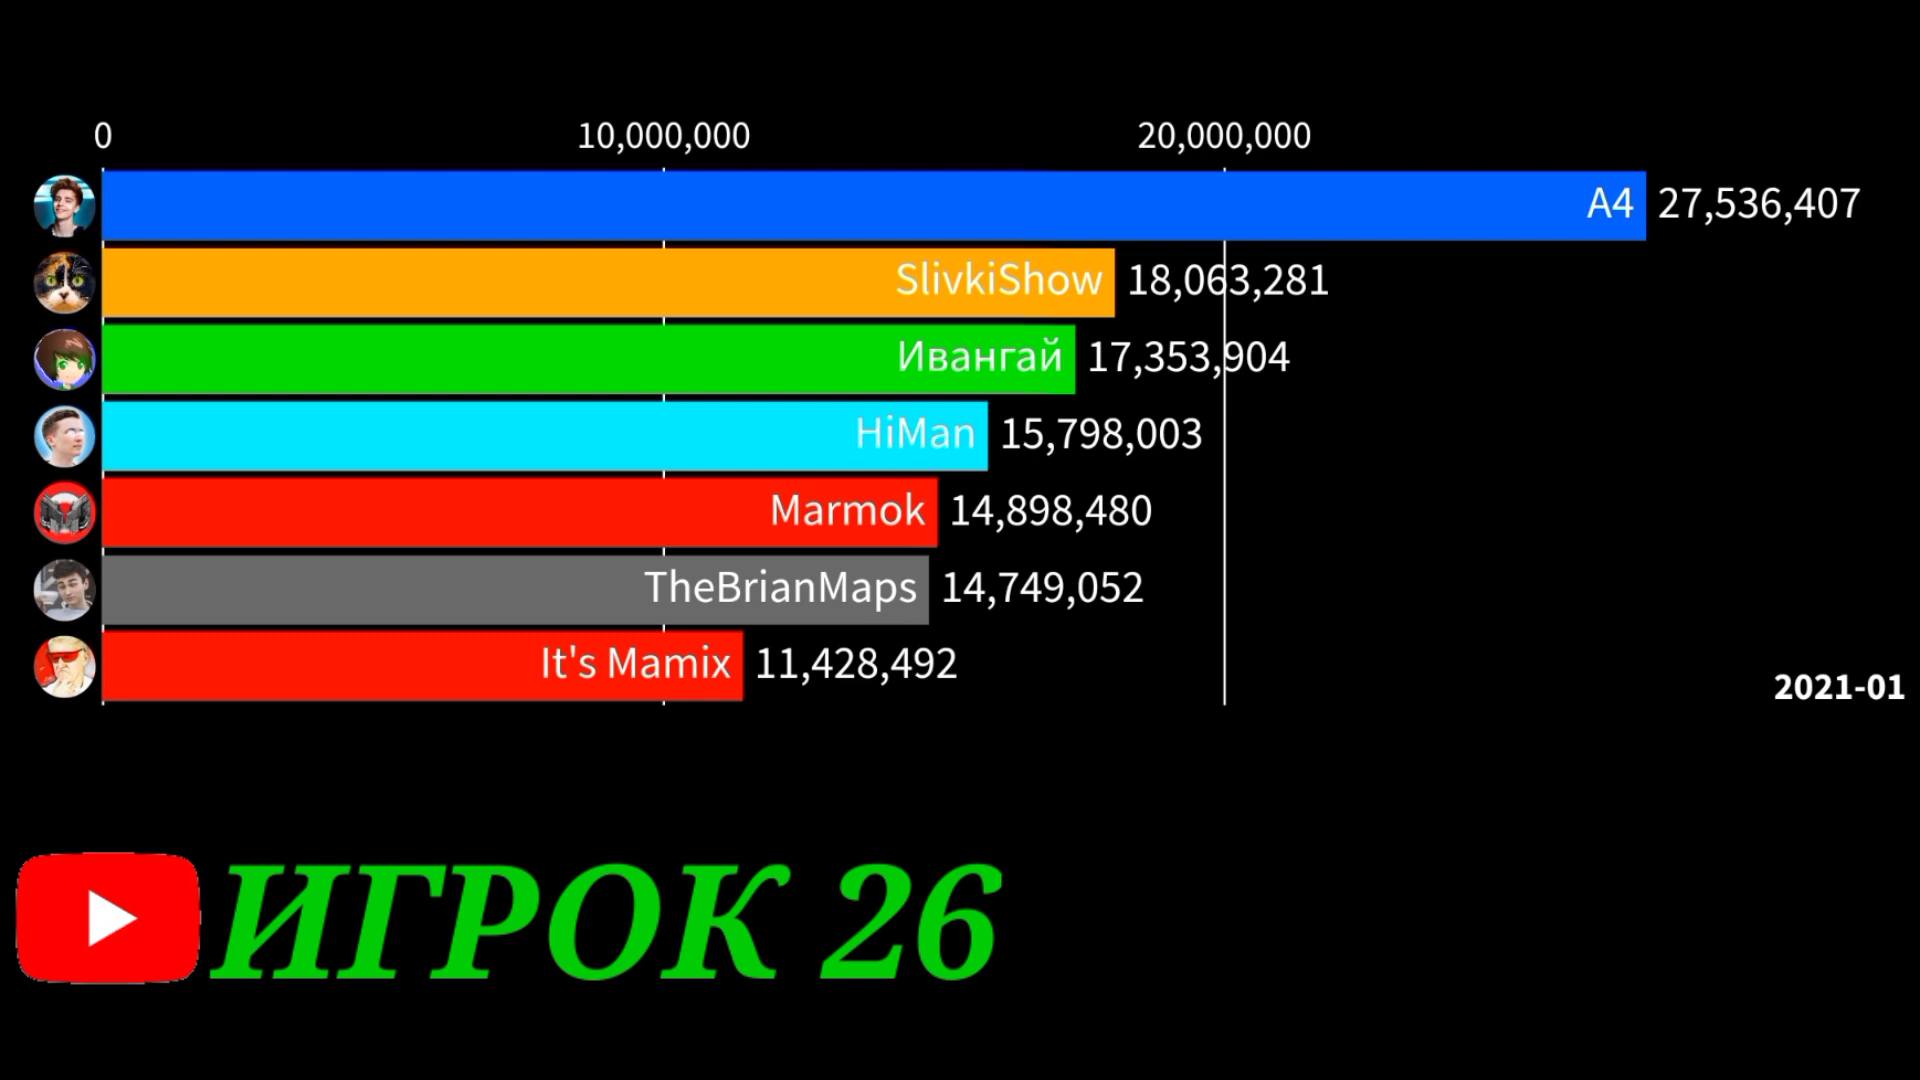 0 10,000,000 20,000,000
A4 27,536,407
SlivkiShow 18,063,281
Ивангай 17,353,904
HiMan 15,798,003
Marmok 14,898,480
TheBrianMaps 14,749,052
It's Mamix 11,428,492
2021-01
ИГРОК 26